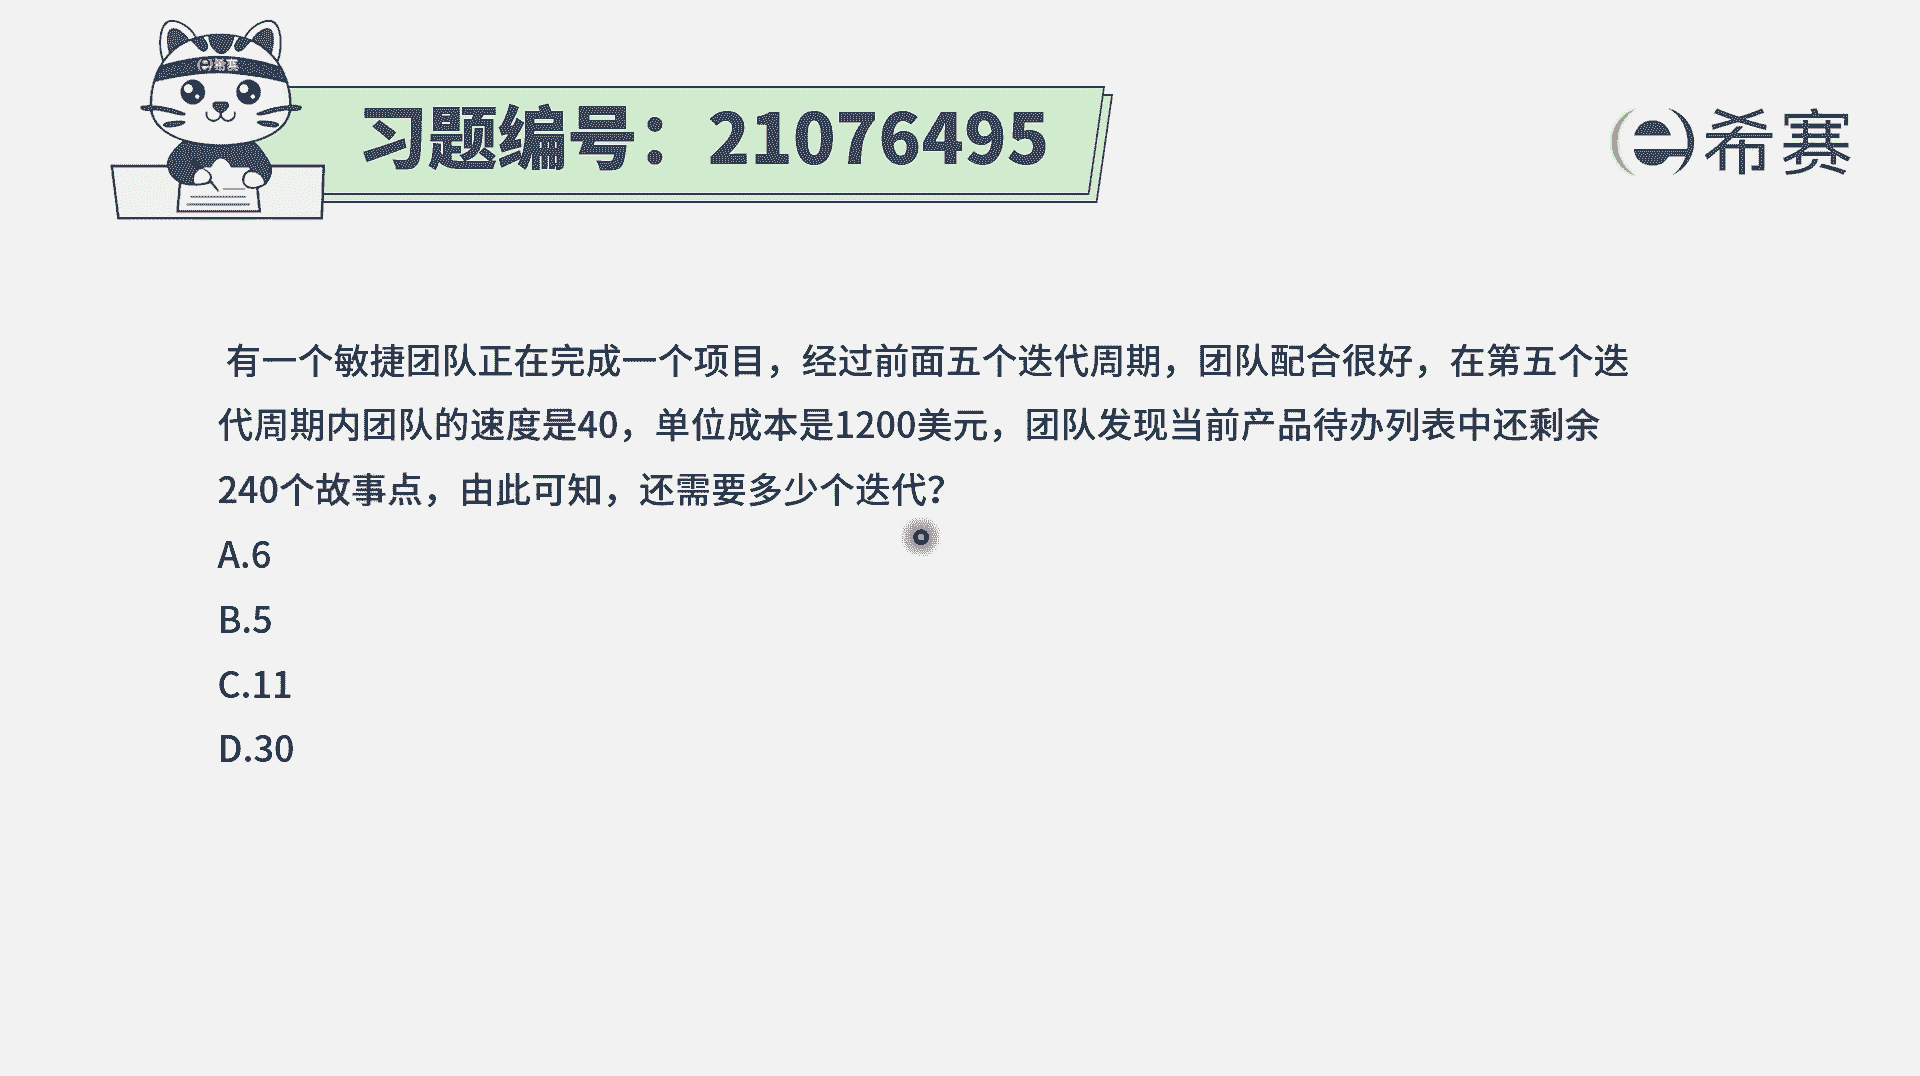 希赛
习题编号：21076495
希赛
有一个敏捷团队正在完成一个项目，经过前面五个迭代周期，团队配合很好，在第五个迭
代周期内团队的速度是40，单位成本是1200美元，团队发现当前产品待办列表中还剩余
240个故事点，由此可知，还需要多少个迭代？
A.6
B.5
C.11
D.30